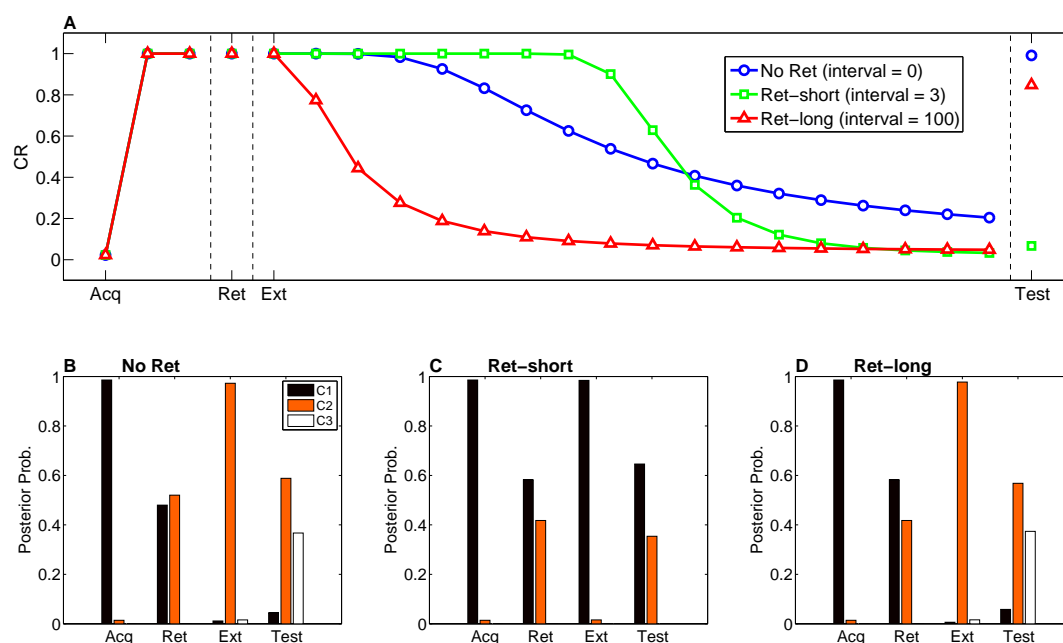 A
CR
1
0.8
0.6
0.4
0.2
0
No Ret (interval = 0)
Ret−short (interval = 3)
Ret−long (interval = 100)
Acq Ret Ext Test
B No Ret
Posterior Prob.
1
0.8
0.6
0.4
0.2
0
C1
C2
C3
Acq Ret Ext Test
C Ret−short
Posterior Prob.
1
0.8
0.6
0.4
0.2
0
Acq Ret Ext Test
D Ret−long
Posterior Prob.
1
0.8
0.6
0.4
0.2
0
Acq Ret Ext Test